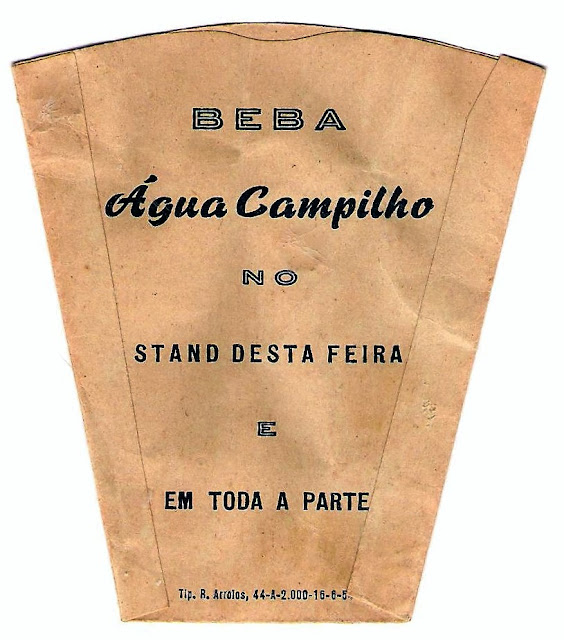 BEBA
Água Campilho
NO
STAND DESTA FEIRA
E
EM TODA A PARTE
Tip. R. Arroios, 44-A-2.000-16-6-5